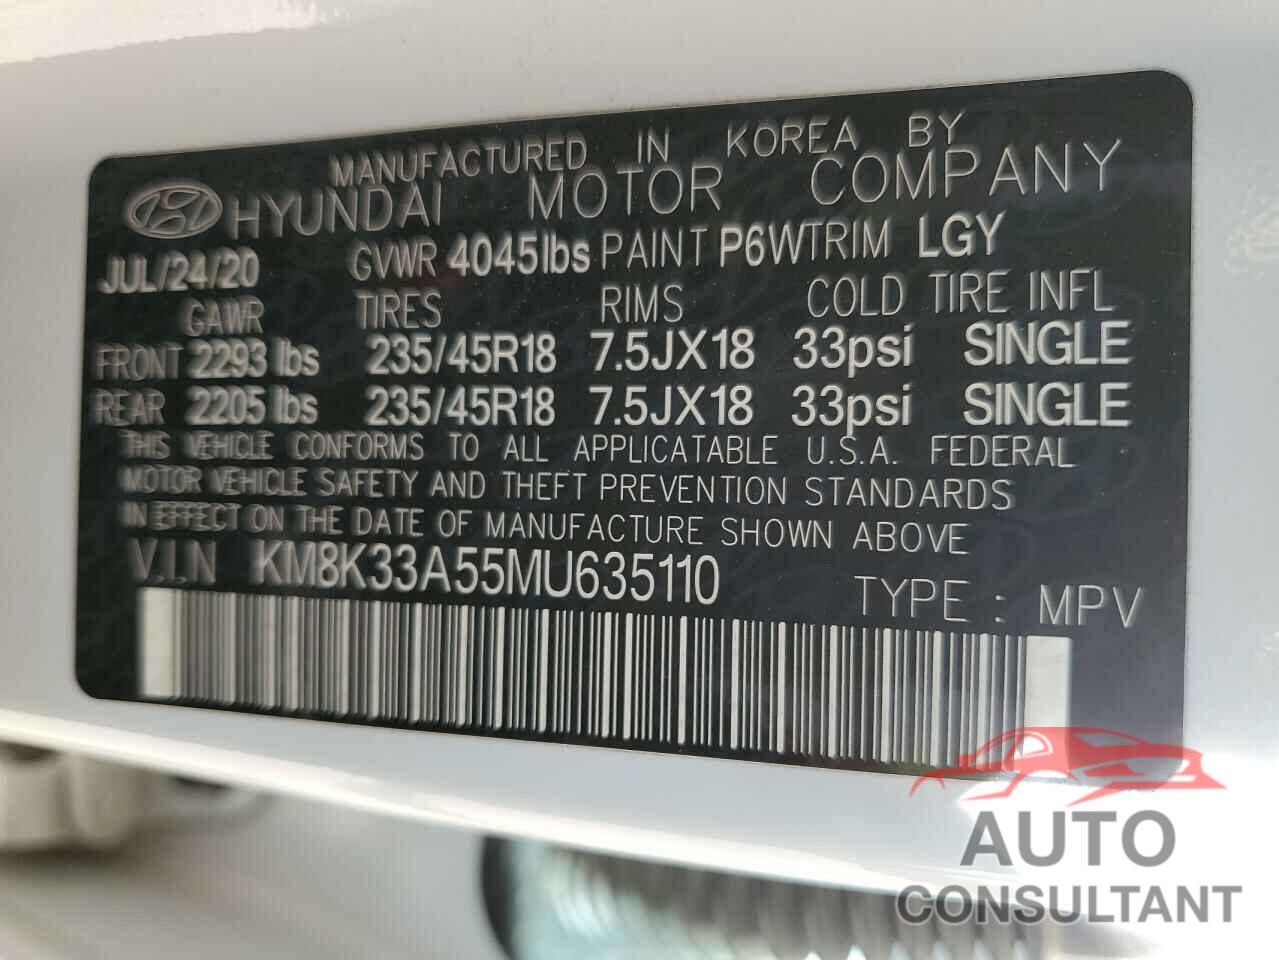 MANUFACTURED IN KOREA BY
HYUNDAI MOTOR COMPANY
JUL/24/20 GVWR 4045lbs PAINT P6W TRIM LGY
GAWR TIRES RIMS COLD TIRE INFL
FRONT 2293 lbs 235/45R18 7.5JX18 33psi SINGLE
REAR 2205 lbs 235/45R18 7.5JX18 33psi SINGLE
THIS VEHICLE CONFORMS TO ALL APPLICATABLE U.S.A. FEDERAL
MOTOR VEHICLE SAFETY AND THEFT PREVENTION STANDARDS
IN EFFECT ON THE DATE OF MANUFACTURE SHOWN ABOVE
V.I.N KM8K33A55MU635110 TYPE : MPV
AUTO
CONSULTANT